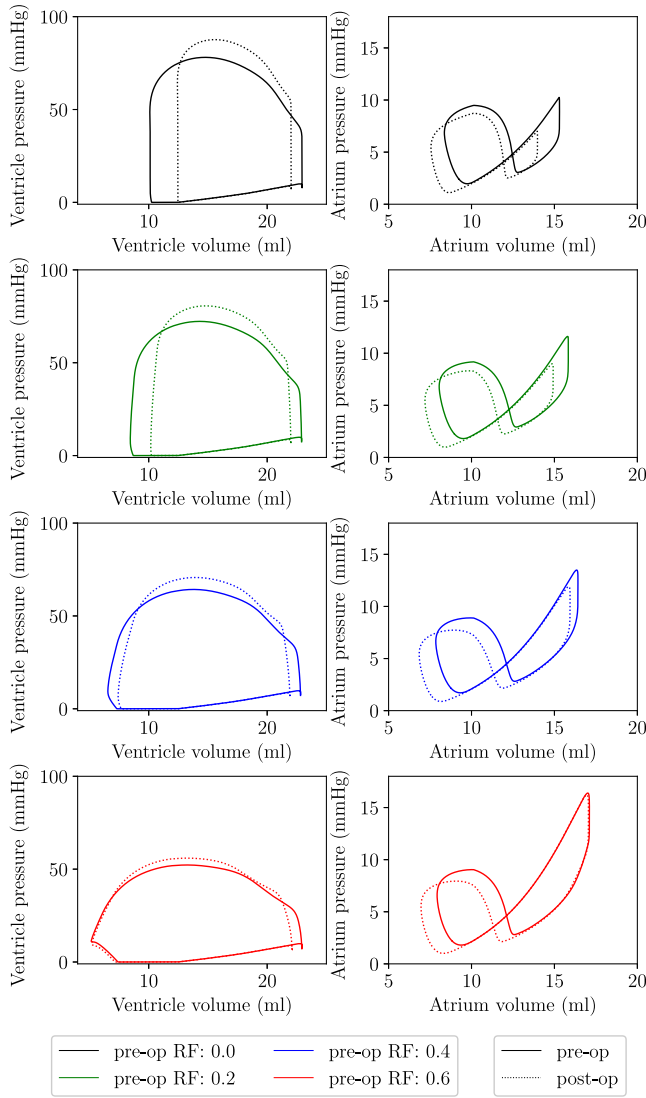 Ventricle pressure (mmHg)
100
50
0
10
20
Ventricle volume (ml)
Atrium pressure (mmHg)
15
10
5
0
5
10
15
20
Atrium volume (ml)
Ventricle pressure (mmHg)
100
50
0
10
20
Ventricle volume (ml)
Atrium pressure (mmHg)
15
10
5
0
5
10
15
20
Atrium volume (ml)
Ventricle pressure (mmHg)
100
50
0
10
20
Ventricle volume (ml)
Atrium pressure (mmHg)
15
10
5
0
5
10
15
20
Atrium volume (ml)
Ventricle pressure (mmHg)
100
50
0
10
20
Ventricle volume (ml)
Atrium pressure (mmHg)
15
10
5
0
5
10
15
20
Atrium volume (ml)
pre-op RF: 0.0
pre-op RF: 0.2
pre-op RF: 0.4
pre-op RF: 0.6
pre-op
post-op